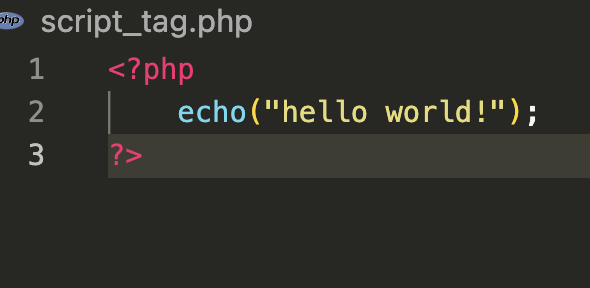 php script_tag.php
1 <?php
2 echo("hello world!");
3 ?>